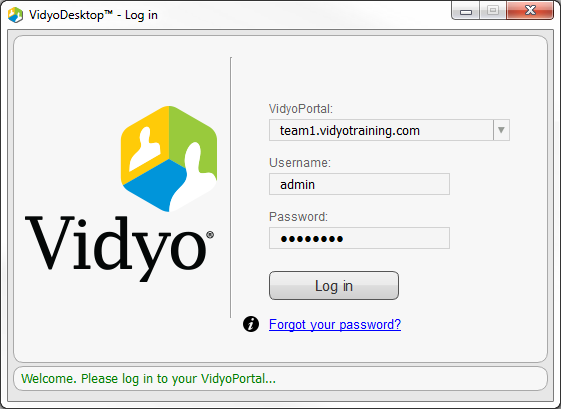 VidyoDesktop™ - Log in
VidyoPortal:
team1.vidyotraining.com
Username:
admin
Password:
●●●●●●●●
Log in
Forgot your password?
Vidyo®
Welcome. Please log in to your VidyoPortal...